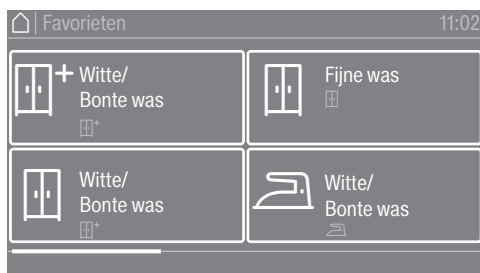 Favorieten
11:02
Witte/
Bonte was
Fijne was
Witte/
Bonte was
Witte/
Bonte was